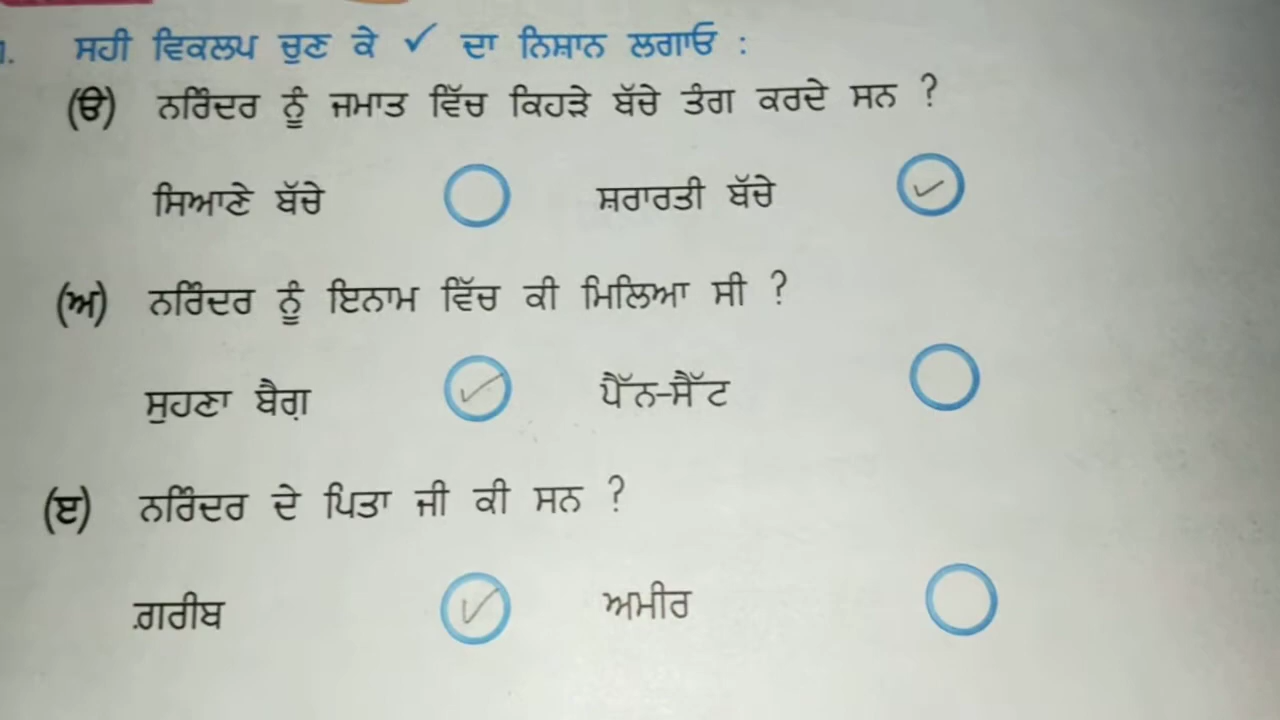 1. ਸਹੀ ਵਿਕਲਪ ਚੁਣ ਕੇ ✓ ਦਾ ਨਿਸ਼ਾਨ ਲਗਾਓ :
(ੳ) ਨਰਿੰਦਰ ਨੂੰ ਜਮਾਤ ਵਿੱਚ ਕਿਹੜੇ ਬੱਚੇ ਤੰਗ ਕਰਦੇ ਸਨ ?
ਸਿਆਣੇ ਬੱਚੇ ਸ਼ਰਾਰਤੀ ਬੱਚੇ ✓
(ਅ) ਨਰਿੰਦਰ ਨੂੰ ਇਨਾਮ ਵਿੱਚ ਕੀ ਮਿਲਿਆ ਸੀ ?
ਸੁਹਣਾ ਬੈਗ਼ ✓ ਪੈੱਨ-ਸੈੱਟ
(ੲ) ਨਰਿੰਦਰ ਦੇ ਪਿਤਾ ਜੀ ਕੀ ਸਨ ?
ਗ਼ਰੀਬ ✓ ਅਮੀਰ